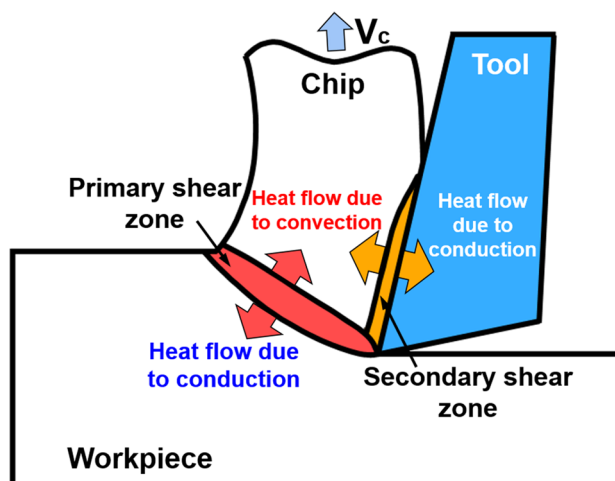 Vc
Chip
Tool
Primary shear
zone
Heat flow due
to convection
Heat flow
due to
conduction
Heat flow due
to conduction
Secondary shear
zone
Workpiece